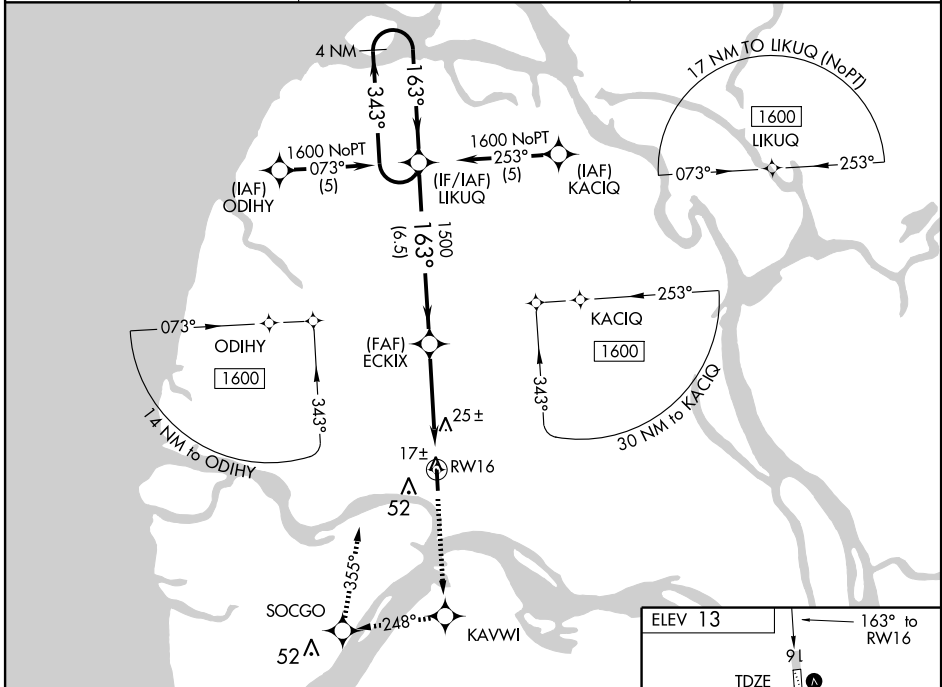 4 NM
163°
343°
17 NM TO LIKUQ (NoPT)
1600
LIKUQ
073°
253°
1600 NoPT
073°
(5)
(IAF)
ODIHY
1600 NoPT
253°
(5)
(IAF)
KACIQ
(IF/IAF)
LIKUQ
1500
163°
(6.5)
253°
KACIQ
1600
343°
30 NM to KACIQ
073°
ODIHY
1600
343°
14 NM to ODIHY
(FAF)
ECKIX
25±
17±
RW16
52
355°
SOCGO
248°
KAVWI
52
ELEV 13
163° to
RW16
16
TDZE
A